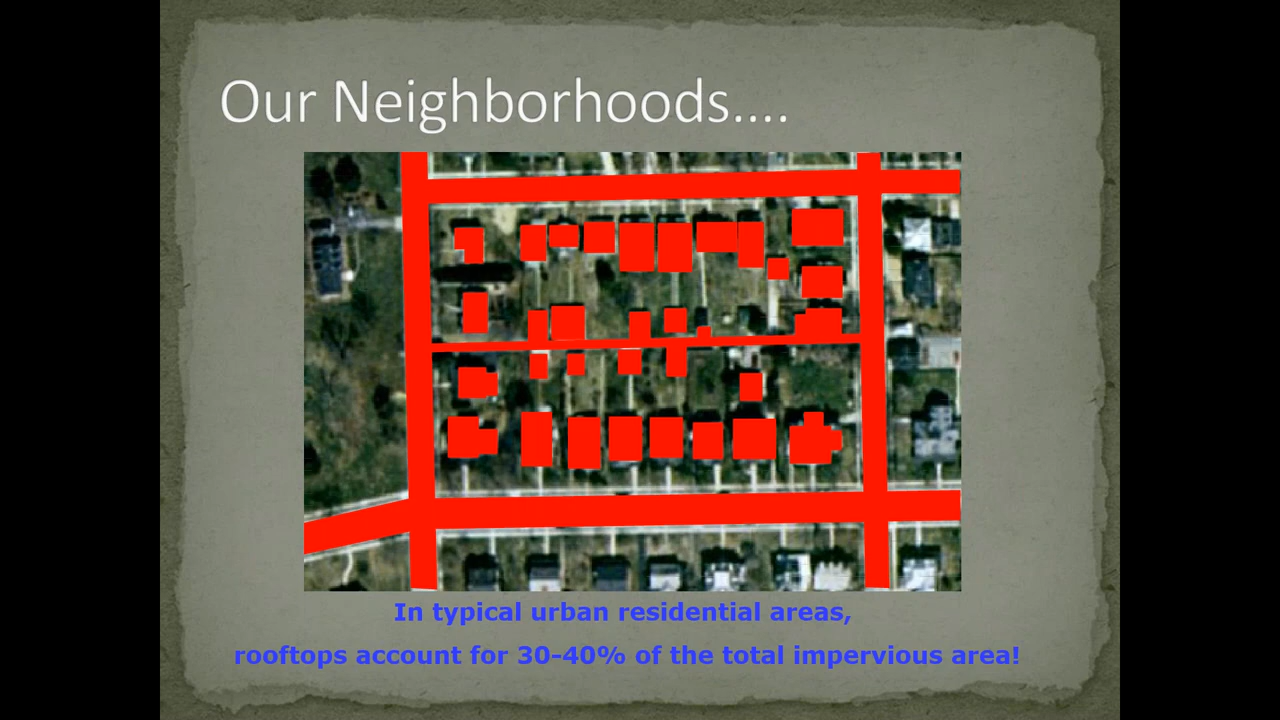 Our Neighborhoods....
In typical urban residential areas,
rooftops account for 30-40% of the total impervious area!